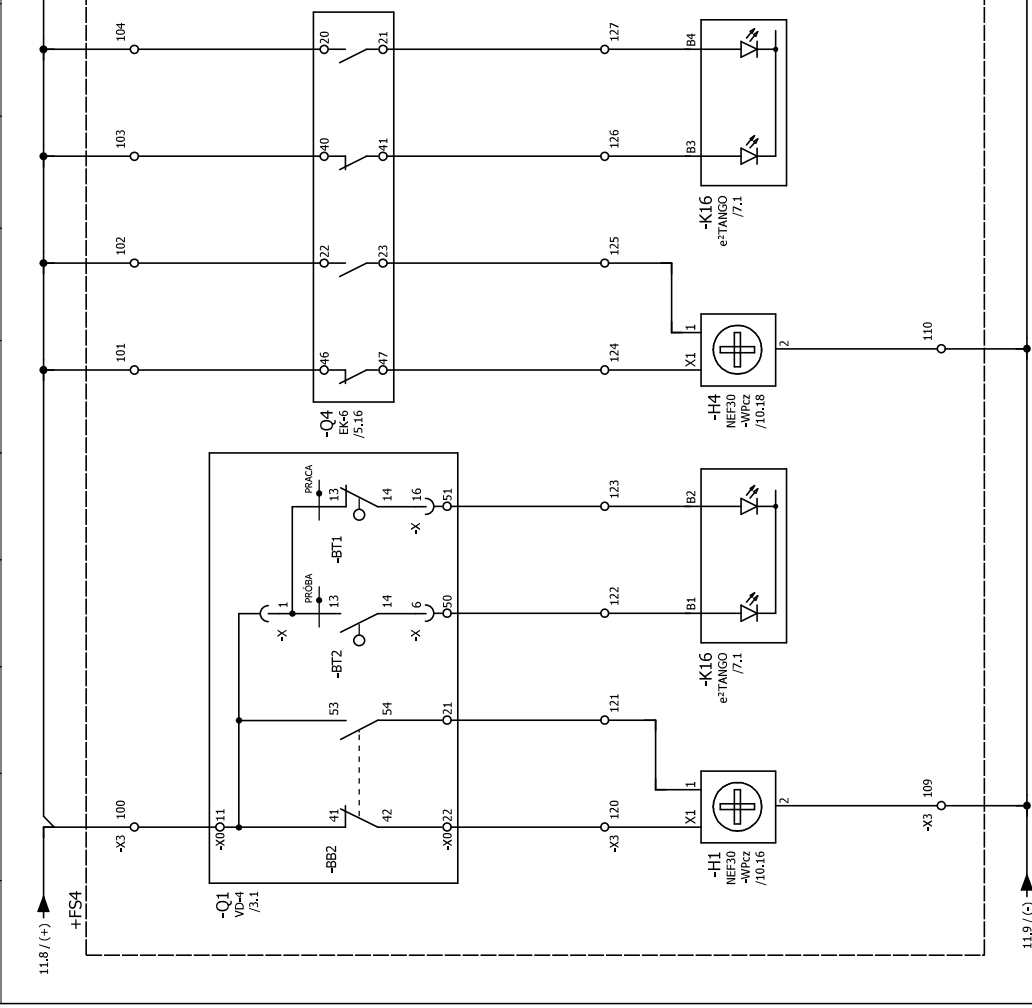 104
103
102
101
-X3
100
+FS4
11.8 / (+)
20
21
40
41
22
23
46
47
-Q4
EK-6
/5.16
127
126
125
124
B4
B3
-K16
e²TANGO
/7.1
1
X1
2
-H4
NEF30
-WPcz
/10.18
110
PRACA
13
14
16
-X
51
-BT1
-X
1
PRÓBA
13
14
6
-X
50
-BT2
53
54
21
-X0
11
41
42
-X0
22
-BB2
-Q1
VD-4
/3.1
123
122
121
-X3
120
B2
B1
-K16
e²TANGO
/7.1
1
X1
2
-H1
NEF30
-WPcz
/10.16
-X3
109
11.9 / (-)